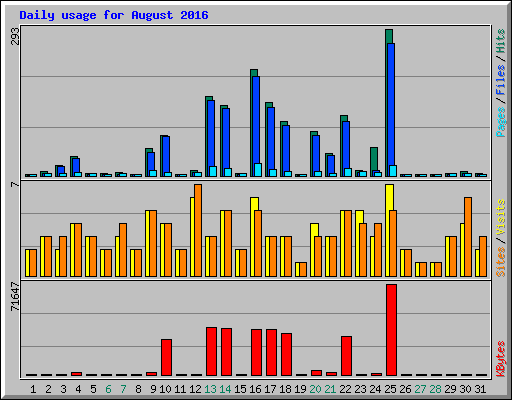 Daily usage for August 2016
293
Pages / Files / Hits
7
Sites / Visits
71647
KBytes
1 2 3 4 5 6 7 8 9 10 11 12 13 14 15 16 17 18 19 20 21 22 23 24 25 26 27 28 29 30 31